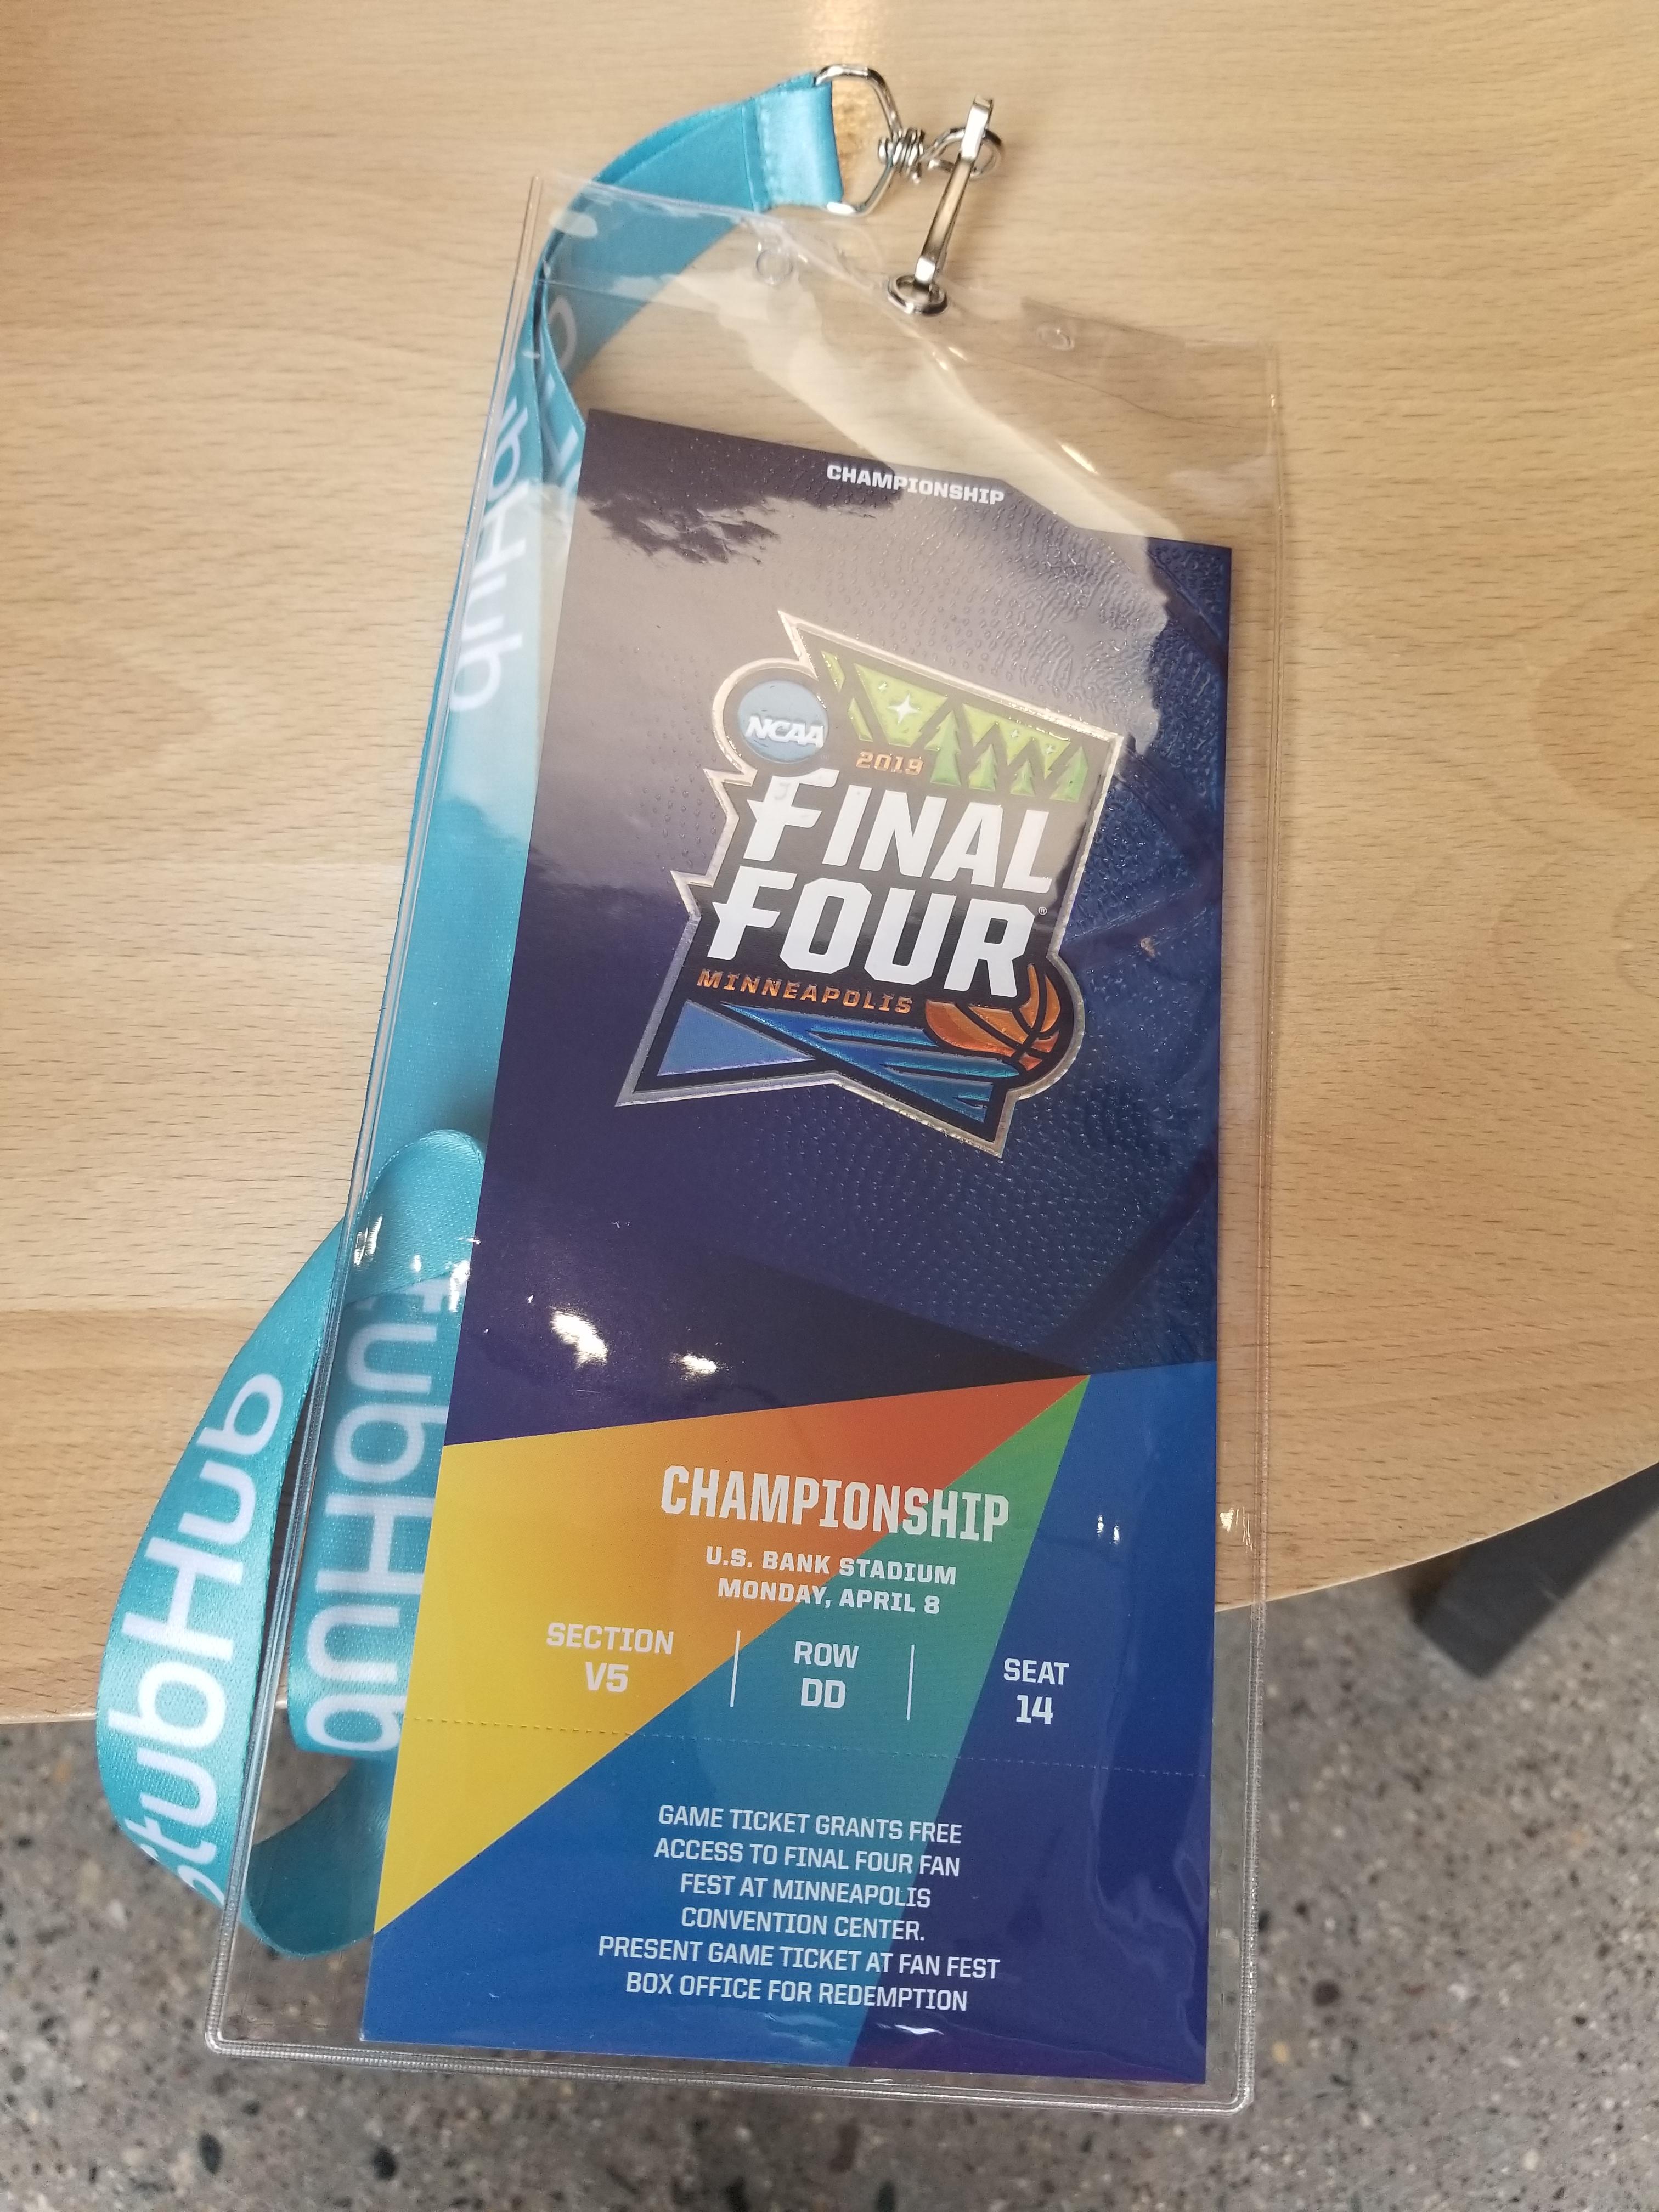 CHAMPIONSHIP
NCAA
2019
FINAL
FOUR®
MINNEAPOLIS
CHAMPIONSHIP
U.S. BANK STADIUM
MONDAY, APRIL 8
SECTION
V5
ROW
DD
SEAT
14
GAME TICKET GRANTS FREE
ACCESS TO FINAL FOUR FAN
FEST AT MINNEAPOLIS
CONVENTION CENTER.
PRESENT GAME TICKET AT FAN FEST
BOX OFFICE FOR REDEMPTION
ubHub
StubHub
tubHub